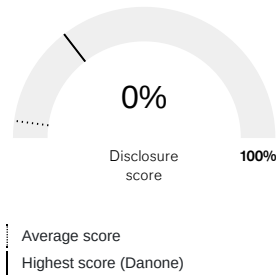 0%
Disclosure
score
100%
Average score
Highest score (Danone)